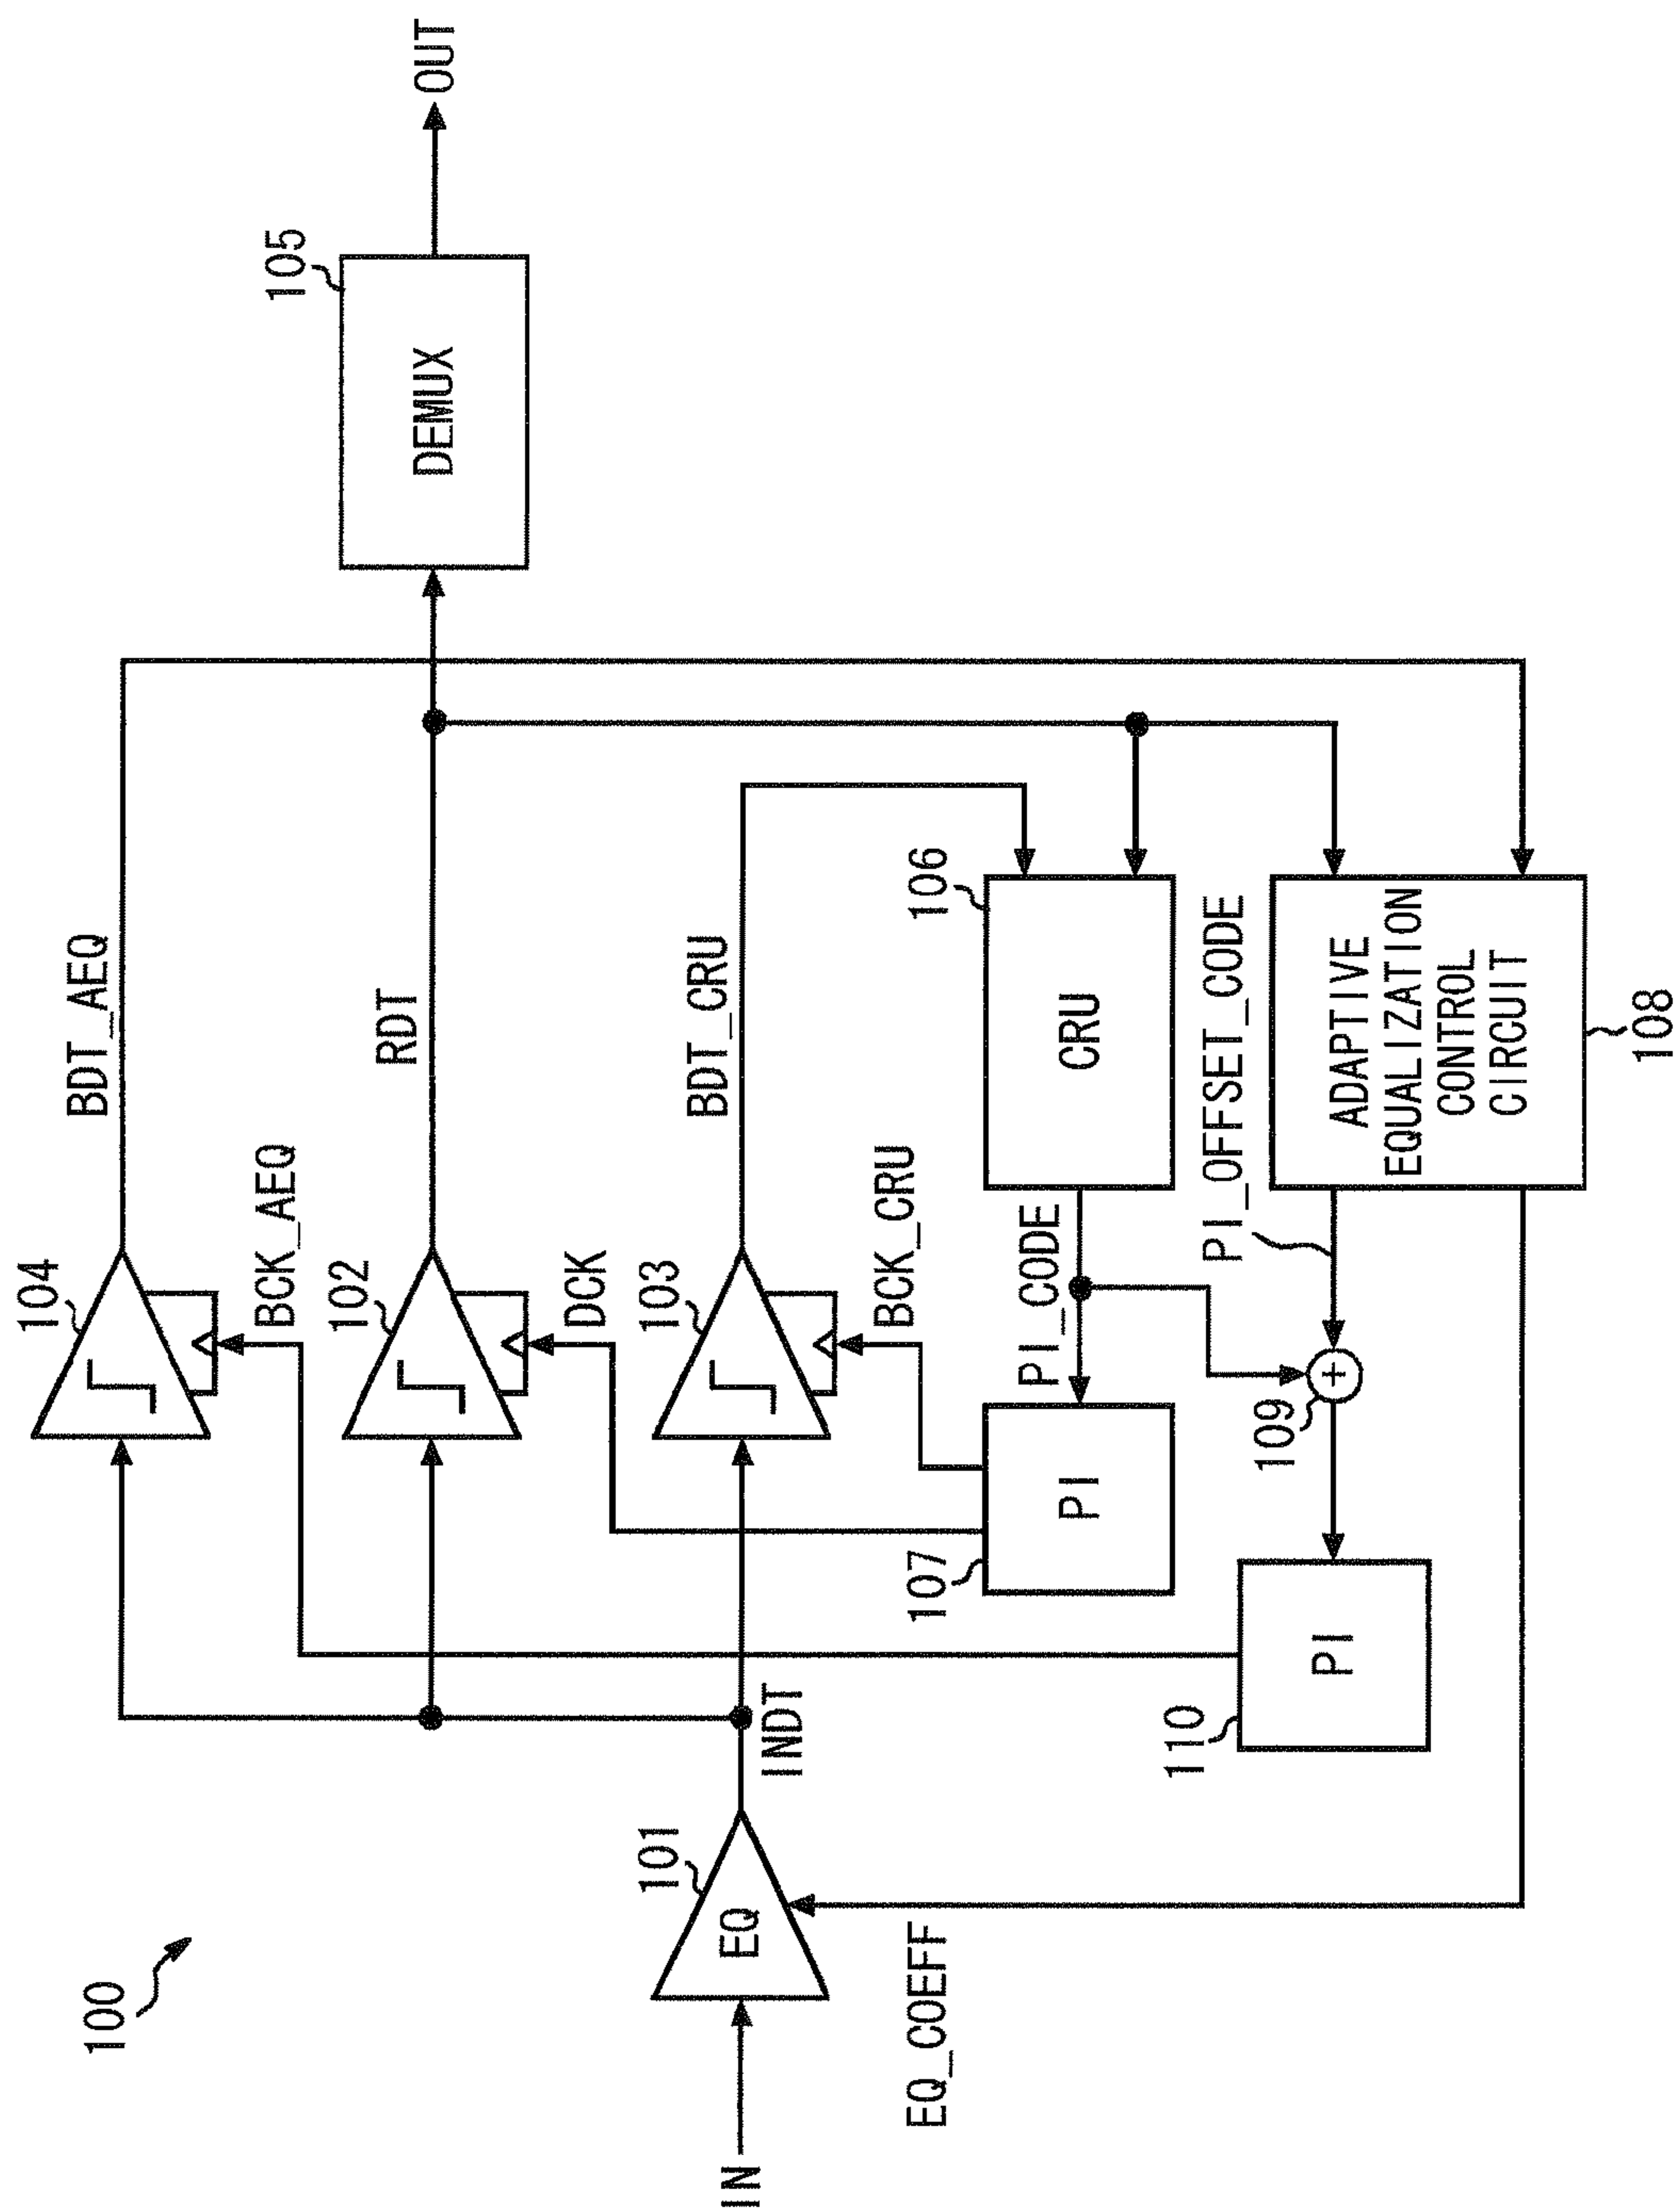 100
IN
EQ
101
EQ_COEFF
INDT
104
BDT_AEQ
BCK_AEQ
102
RDT
DCK
103
BDT_CRU
BCK_CRU
105
DEMUX
OUT
106
CRU
PI_CODE
107
PI
PI_OFFSET_CODE
109
+
110
PI
ADAPTIVE
EQUALIZATION
CONTROL
CIRCUIT
108